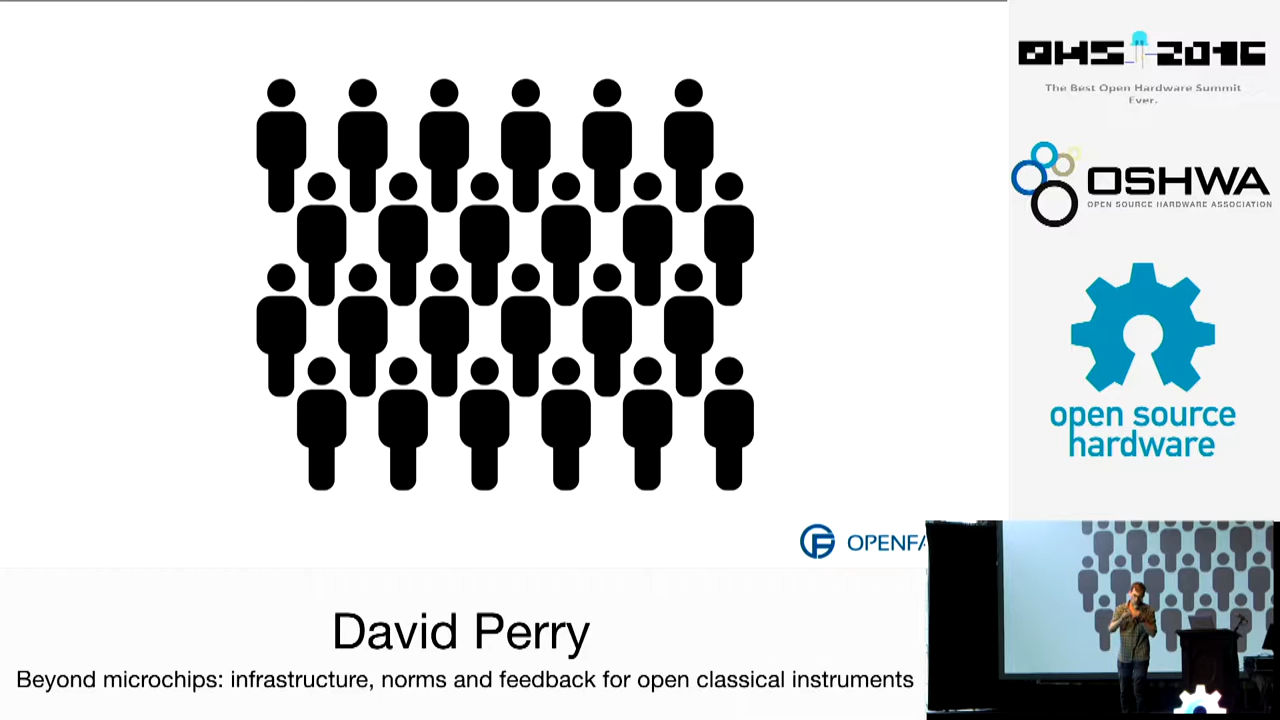 OHS 2016
The Best Open Hardware Summit
Ever.
OSHWA
OPEN SOURCE HARDWARE ASSOCIATION
open source
hardware
OPENFA
David Perry
Beyond microchips: infrastructure, norms and feedback for open classical instruments